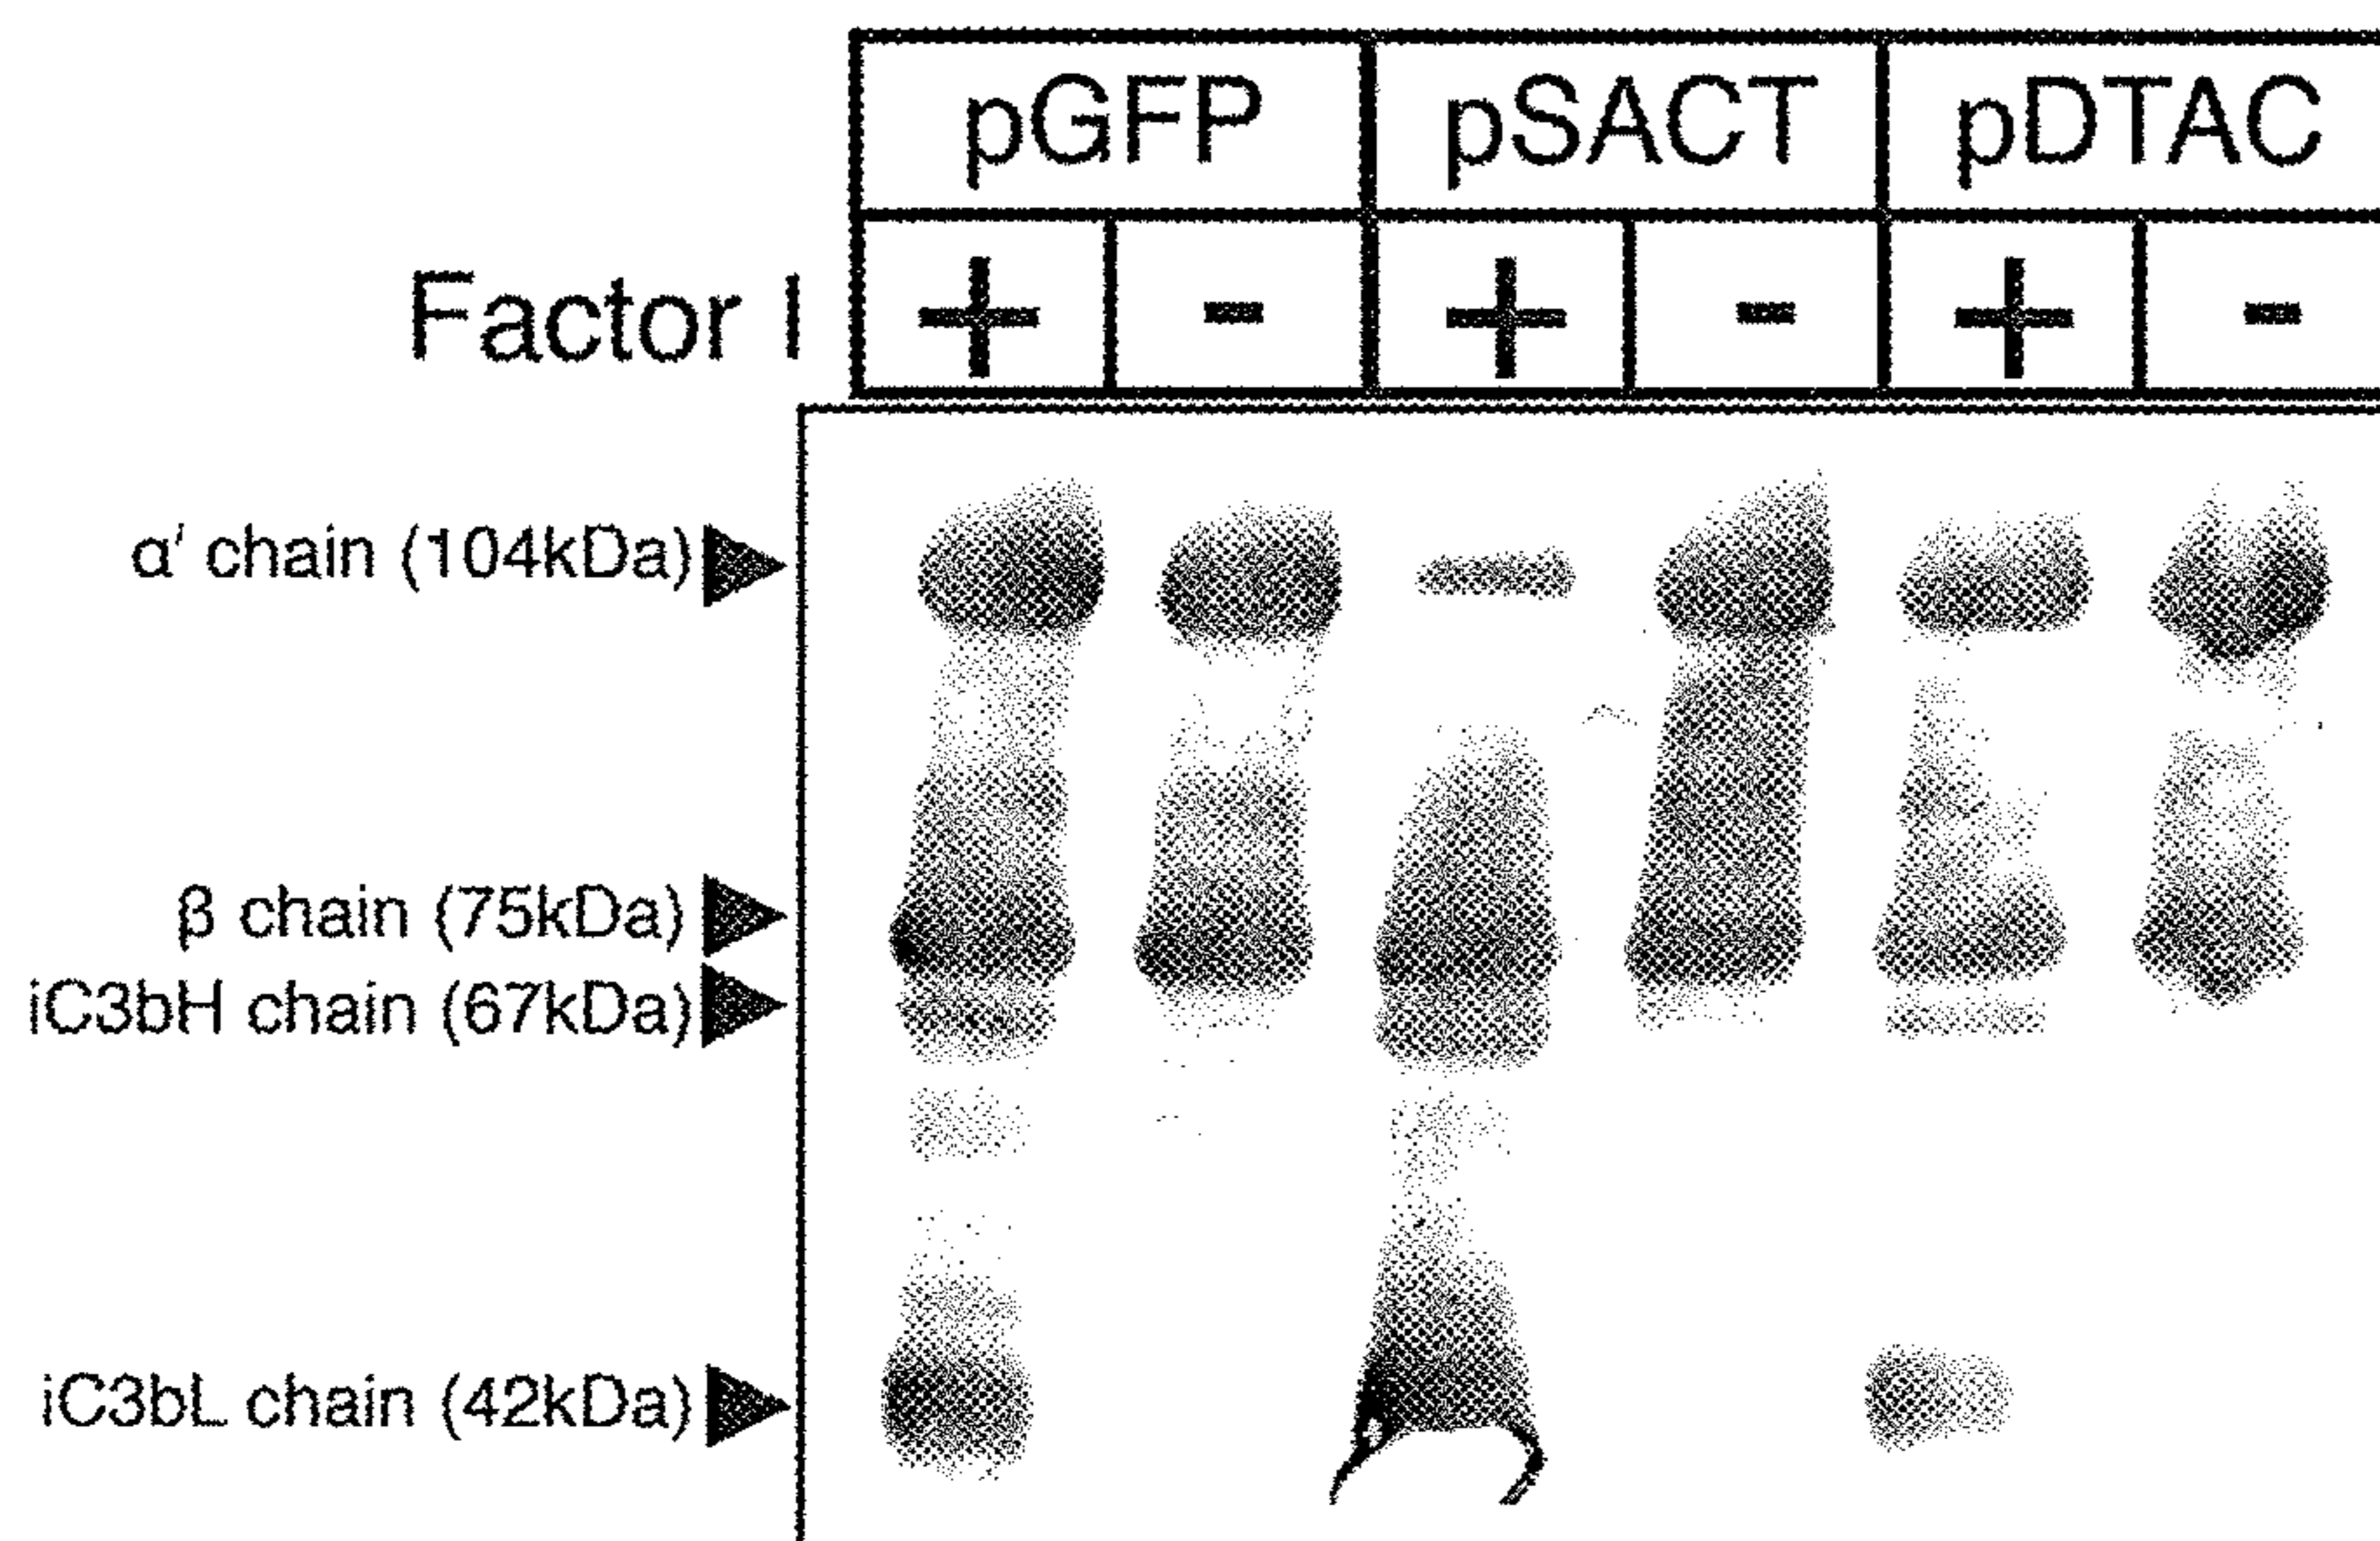 pGFP pSACT pDTAC
Factor I + - + - + -
α' chain (104kDa)
β chain (75kDa)
iC3bH chain (67kDa)
iC3bL chain (42kDa)